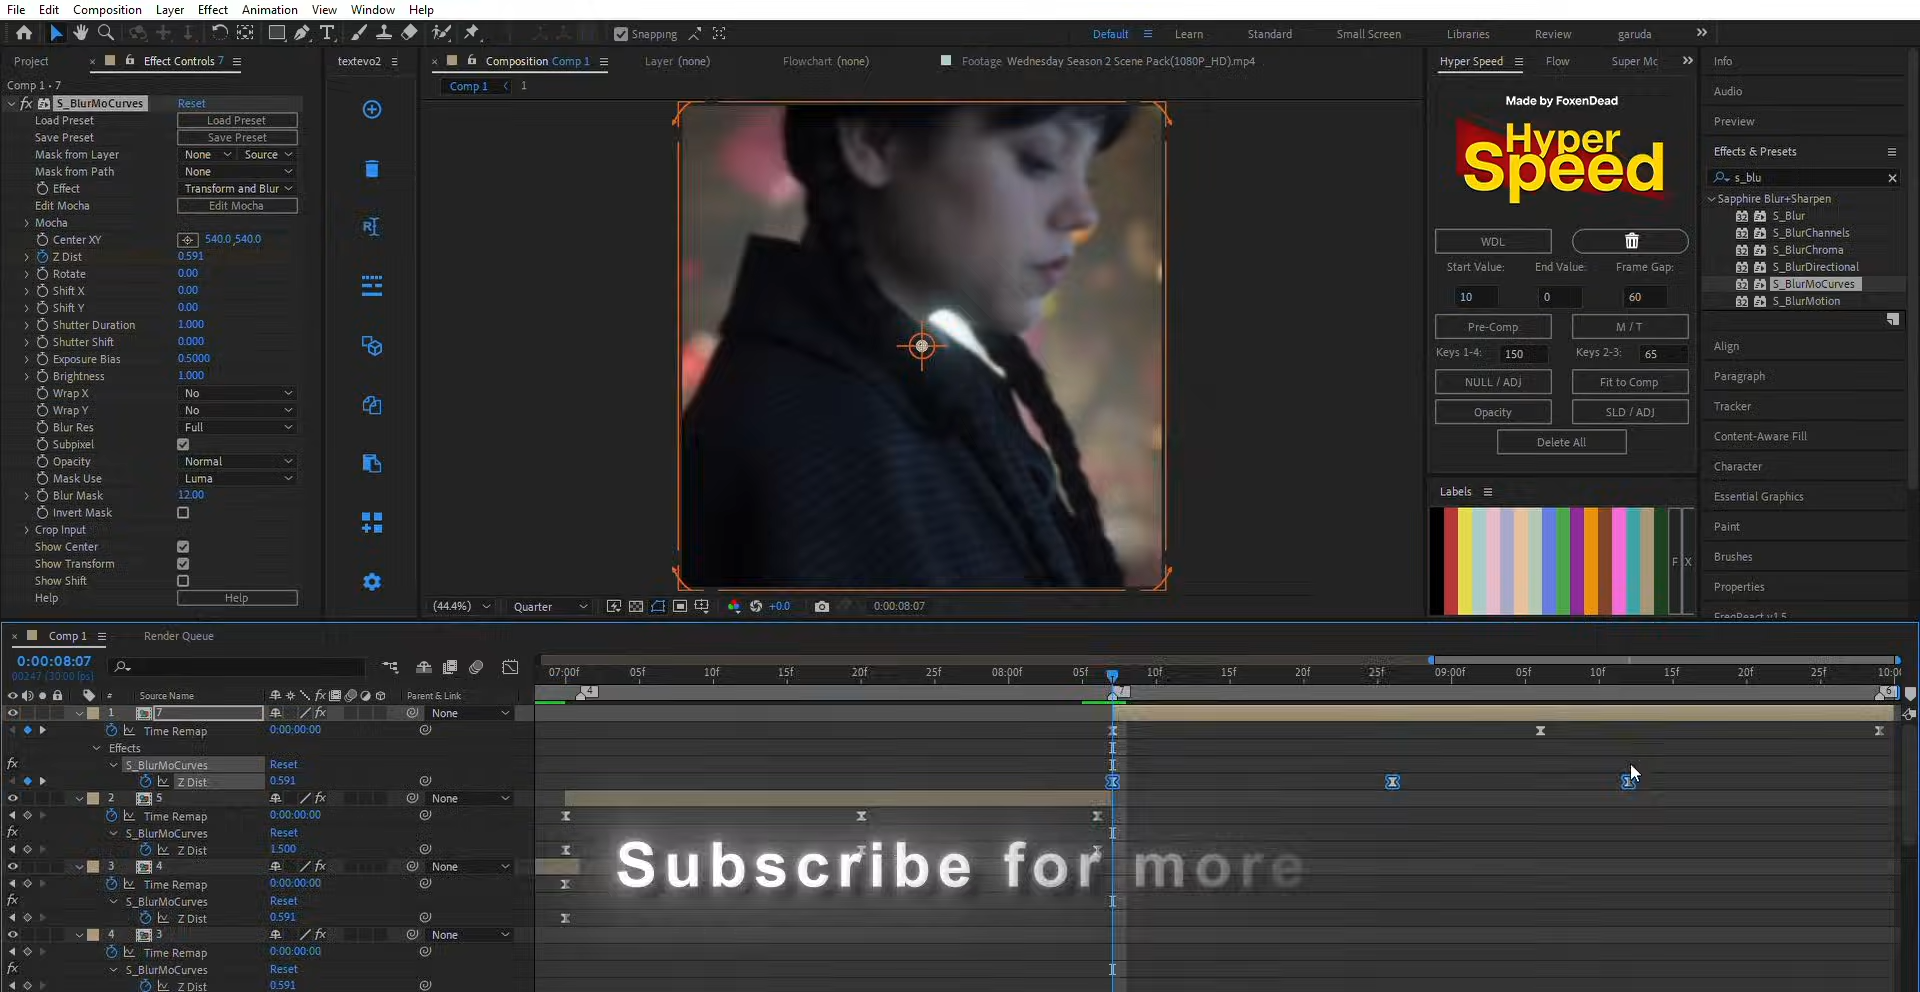 File Edit Composition Layer Effect Animation View Window Help
Snapping
Default Learn Standard Small Screen Libraries Review garuda
Project Effect Controls 7
textevo2
Composition Comp 1
Layer (none)
Flowchart (none)
Footage Wednesday Season 2 Scene Pack(1080P_HD).mp4
Hyper Speed Flow Super Mc
Info
Comp 1 • 7
Comp 1 1
fx S_BlurMoCurves Reset
Load Preset Load Preset
Save Preset Save Preset
Mask from Layer None Source
Mask from Path None
Effect Transform and Blur
Edit Mocha Edit Mocha
Mocha
Center XY 540.0,540.0
Z Dist 0.591
Rotate 0.00
Shift X 0.00
Shift Y 0.00
Shutter Duration 1.000
Shutter Shift 0.000
Exposure Bias 0.5000
Brightness 1.000
Wrap X No
Wrap Y No
Blur Res Full
Subpixel
Opacity Normal
Mask Use Luma
Blur Mask 12.00
Invert Mask
Crop Input
Show Center
Show Transform
Show Shift
Help Help
(44.4%) Quarter +0.0 0:00:08:07
Made by FoxenDead
Hyper
Speed
WDL
Start Value: End Value: Frame Gap:
10 0 60
Pre-Comp M / T
Keys 1-4: 150 Keys 2-3: 65
NULL / ADJ Fit to Comp
Opacity SLD / ADJ
Delete All
Labels
F X
Audio
Preview
Effects & Presets
s_blu
Sapphire Blur+Sharpen
S_Blur
S_BlurChannels
S_BlurChroma
S_BlurDirectional
S_BlurMoCurves
S_BlurMotion
Align
Paragraph
Tracker
Content-Aware Fill
Character
Essential Graphics
Paint
Brushes
Properties
FreqReact v1.5
Comp 1 Render Queue
0:00:08:07
00247 (30.00 fps)
07:00f 05f 10f 15f 20f 25f 08:00f 05f 10f 15f 20f 25f 09:00f 05f 10f 15f 20f 25f 10:0
4 7 6
# Source Name fx Parent & Link
1 7 fx None
Time Remap 0:00:00:00
Effects
fx S_BlurMoCurves Reset
Z Dist 0.591
2 5 fx None
Time Remap 0:00:00:00
fx S_BlurMoCurves Reset
Z Dist 1.500
3 4 fx None
Time Remap 0:00:00:00
fx S_BlurMoCurves Reset
Z Dist 0.591
4 3 fx None
Time Remap 0:00:00:00
fx S_BlurMoCurves Reset
Z Dist 0.591
Subscribe for more